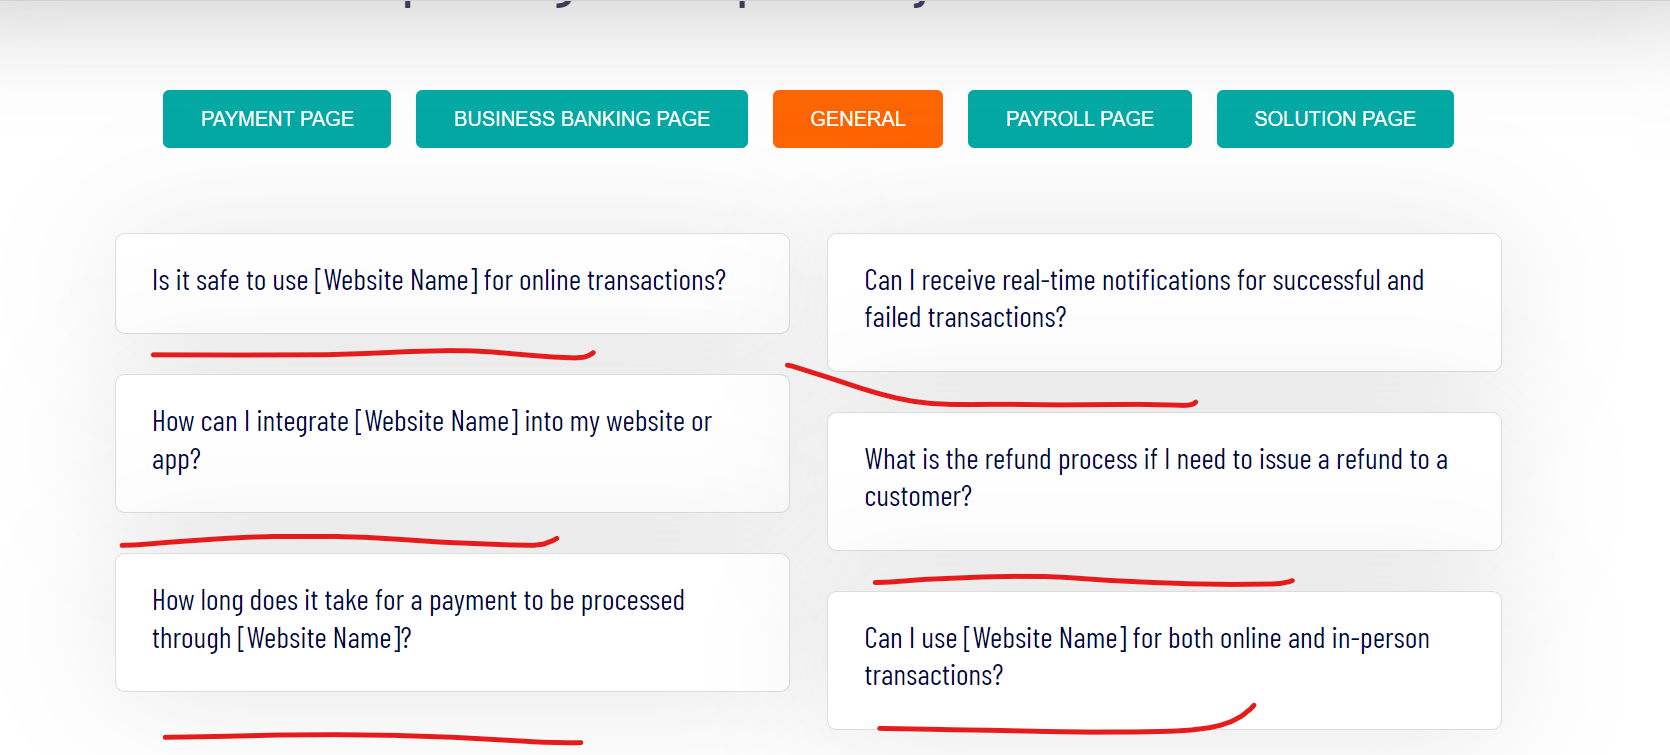 PAYMENT PAGE
BUSINESS BANKING PAGE
GENERAL
PAYROLL PAGE
SOLUTION PAGE
Is it safe to use [Website Name] for online transactions?
How can I integrate [Website Name] into my website or
app?
How long does it take for a payment to be processed
through [Website Name]?
Can I receive real-time notifications for successful and
failed transactions?
What is the refund process if I need to issue a refund to a
customer?
Can I use [Website Name] for both online and in-person
transactions?